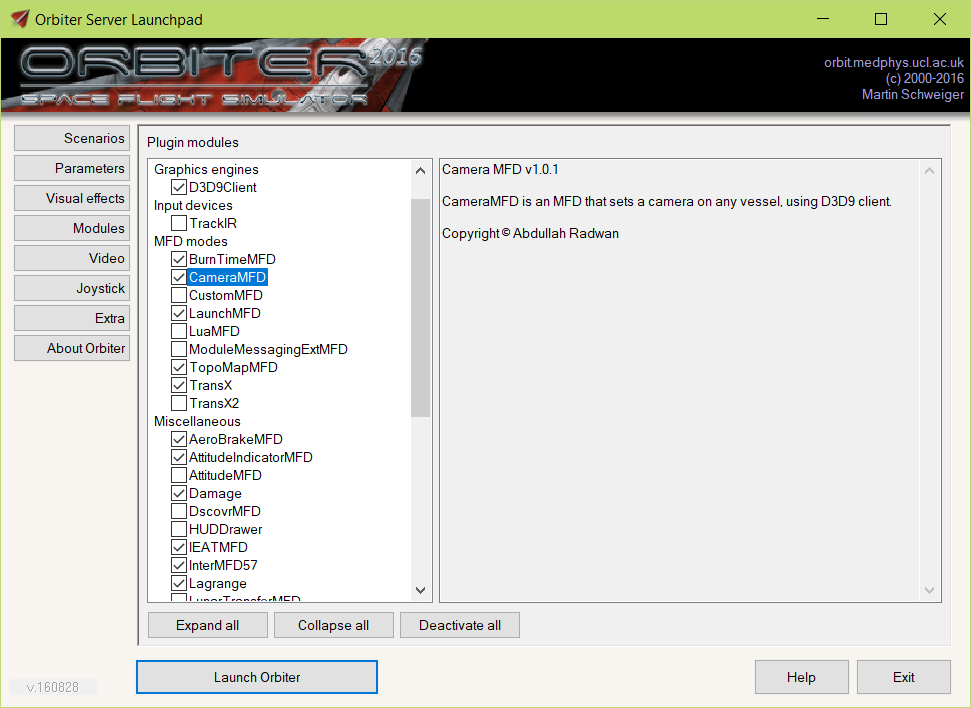 Orbiter Server Launchpad
ORBITER 2016
SPACE FLIGHT SIMULATOR
orbit.medphys.ucl.ac.uk
(c) 2000-2016
Martin Schweiger
Scenarios
Parameters
Visual effects
Modules
Video
Joystick
Extra
About Orbiter
Plugin modules
Graphics engines
D3D9Client
Input devices
TrackIR
MFD modes
BurnTimeMFD
CameraMFD
CustomMFD
LaunchMFD
LuaMFD
ModuleMessagingExtMFD
TopoMapMFD
TransX
TransX2
Miscellaneous
AeroBrakeMFD
AttitudeIndicatorMFD
AttitudeMFD
Damage
DscovrMFD
HUDDrawer
IEATMFD
InterMFD57
Lagrange
LunarTransferMFD
Camera MFD v1.0.1
CameraMFD is an MFD that sets a camera on any vessel, using D3D9 client.
Copyright © Abdullah Radwan
Expand all
Collapse all
Deactivate all
v.160828
Launch Orbiter
Help
Exit